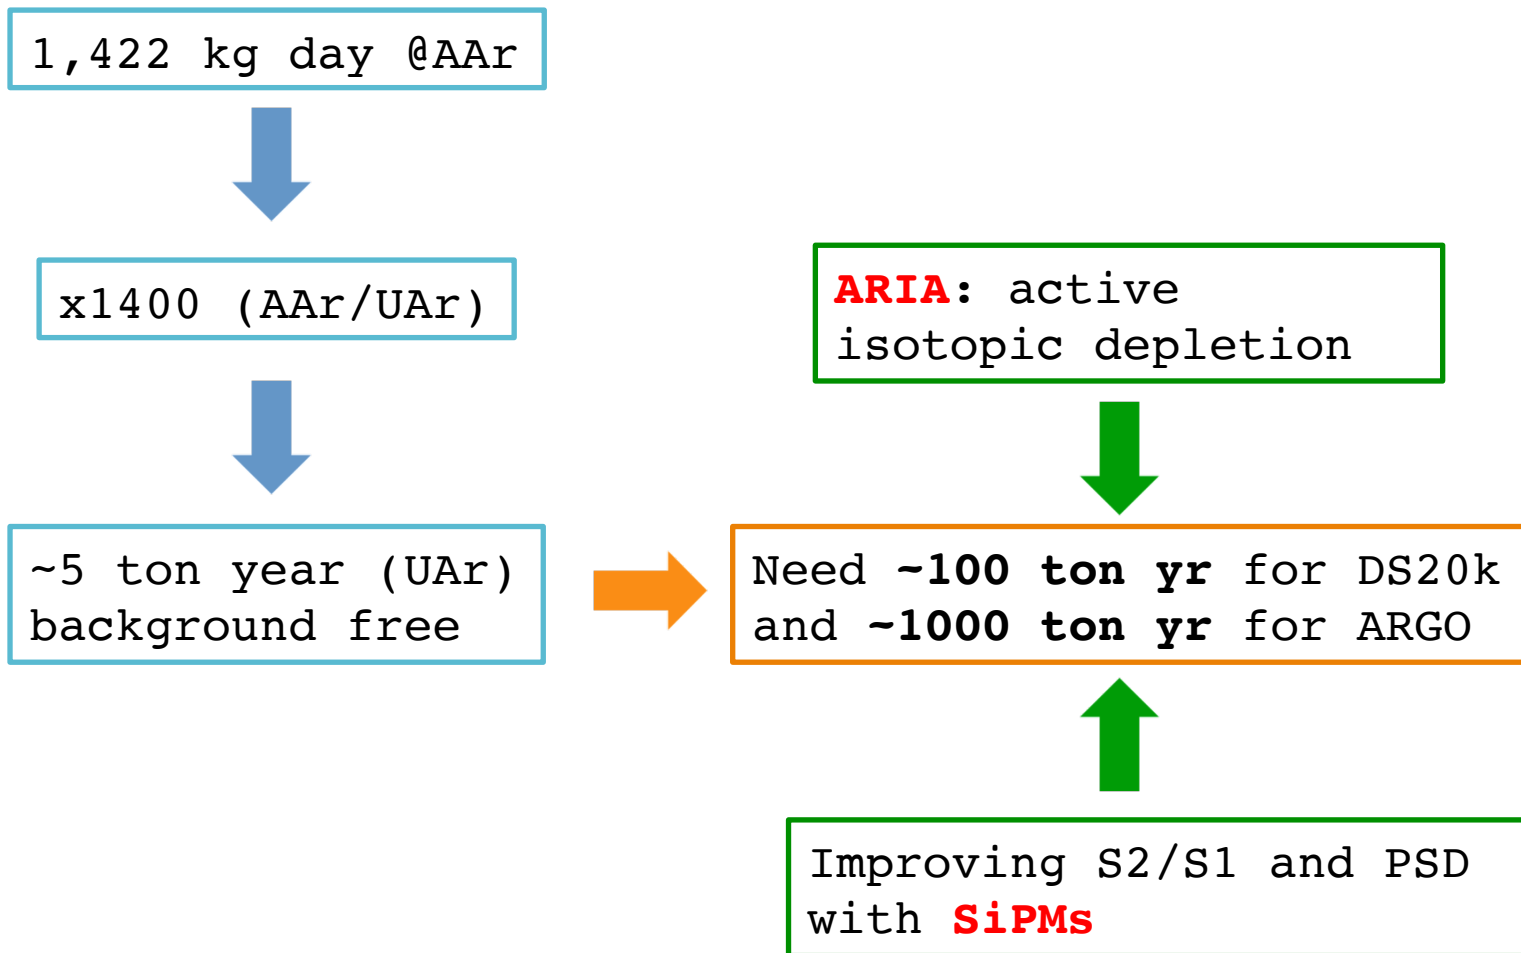 1,422 kg day @AAr
x1400 (AAr/UAr)
~5 ton year (UAr)
background free
ARIA: active
isotopic depletion
Need ~100 ton yr for DS20k
and ~1000 ton yr for ARGO
Improving S2/S1 and PSD
with SiPMs